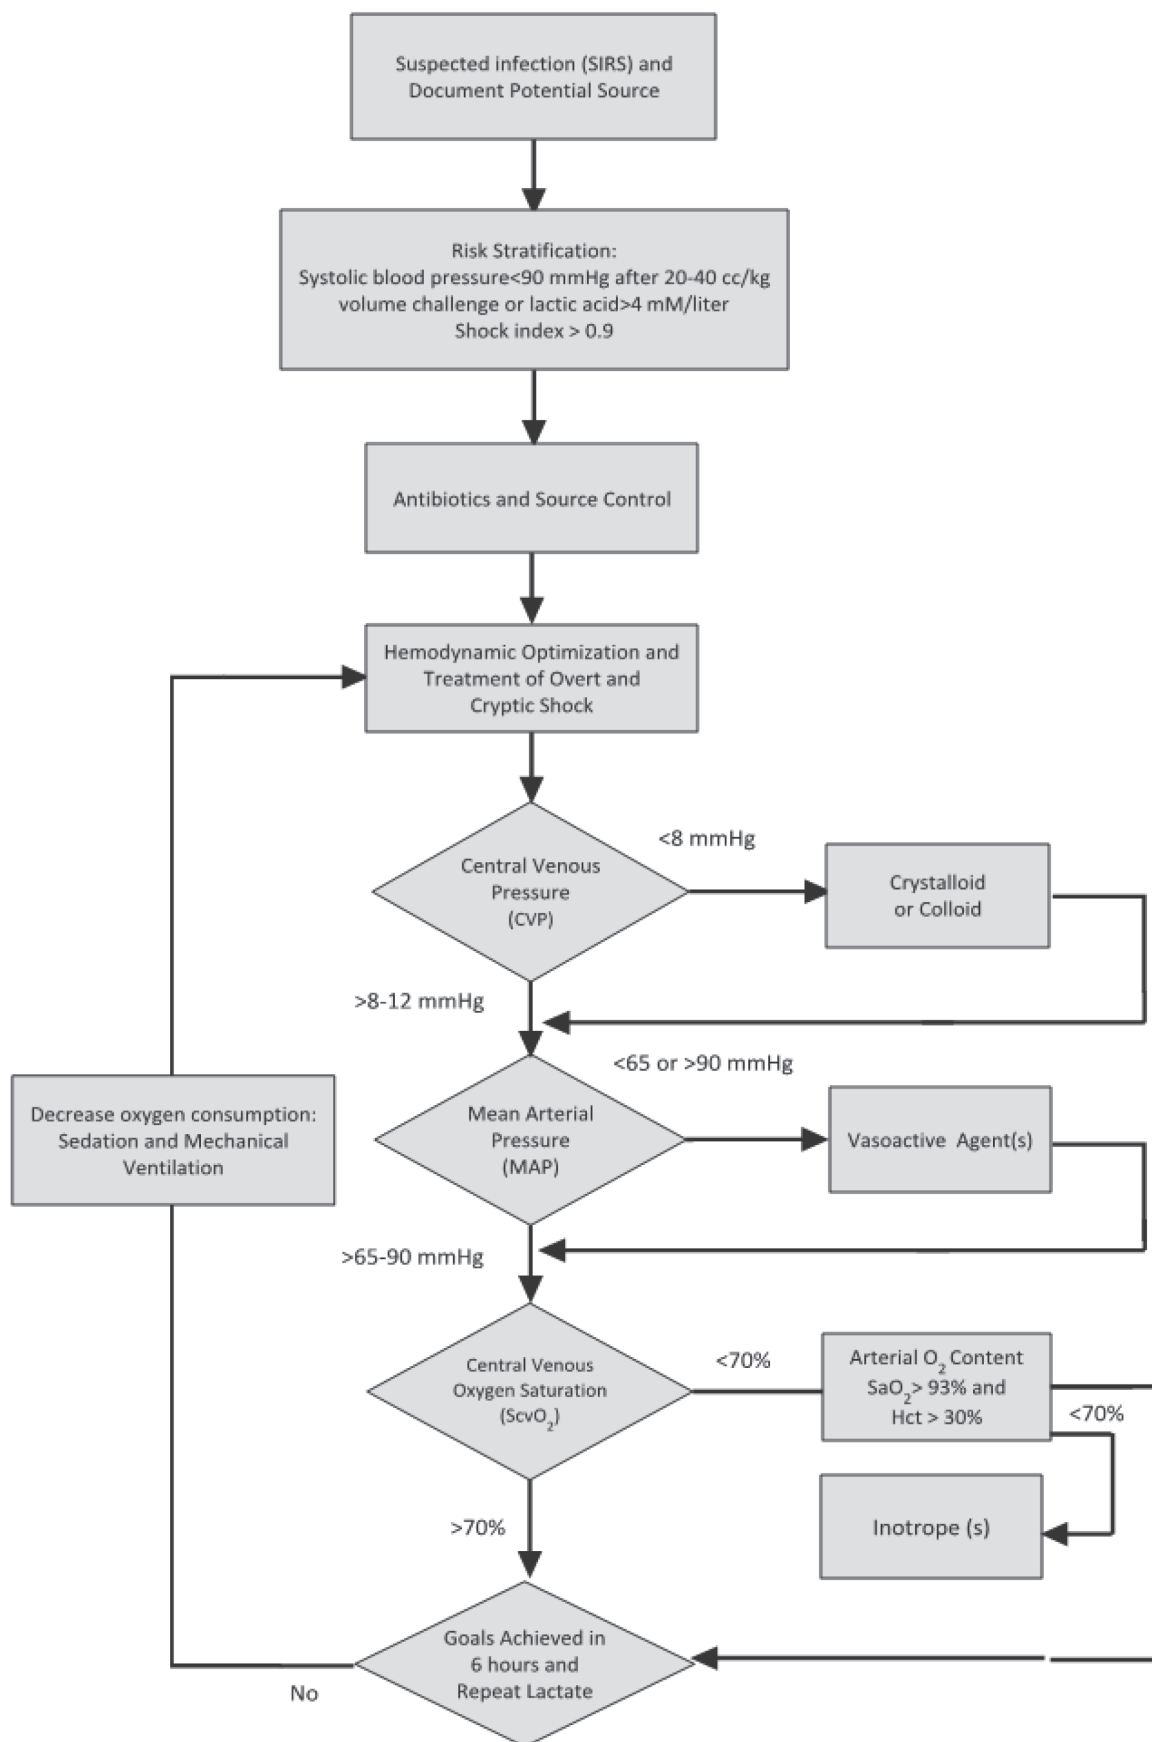 Suspected infection (SIRS) and
Document Potential Source
Risk Stratification:
Systolic blood pressure<90 mmHg after 20-40 cc/kg
volume challenge or lactic acid>4 mM/liter
Shock index > 0.9
Antibiotics and Source Control
Hemodynamic Optimization and
Treatment of Overt and
Cryptic Shock
Central Venous
Pressure
(CVP)
<8 mmHg
Crystalloid
or Colloid
>8-12 mmHg
Mean Arterial
Pressure
(MAP)
<65 or >90 mmHg
Vasoactive Agent(s)
Decrease oxygen consumption:
Sedation and Mechanical
Ventilation
>65-90 mmHg
Central Venous
Oxygen Saturation
(ScvO2)
<70%
Arterial O2 Content
SaO2> 93% and
Hct > 30%
<70%
Inotrope (s)
>70%
Goals Achieved in
6 hours and
Repeat Lactate
No